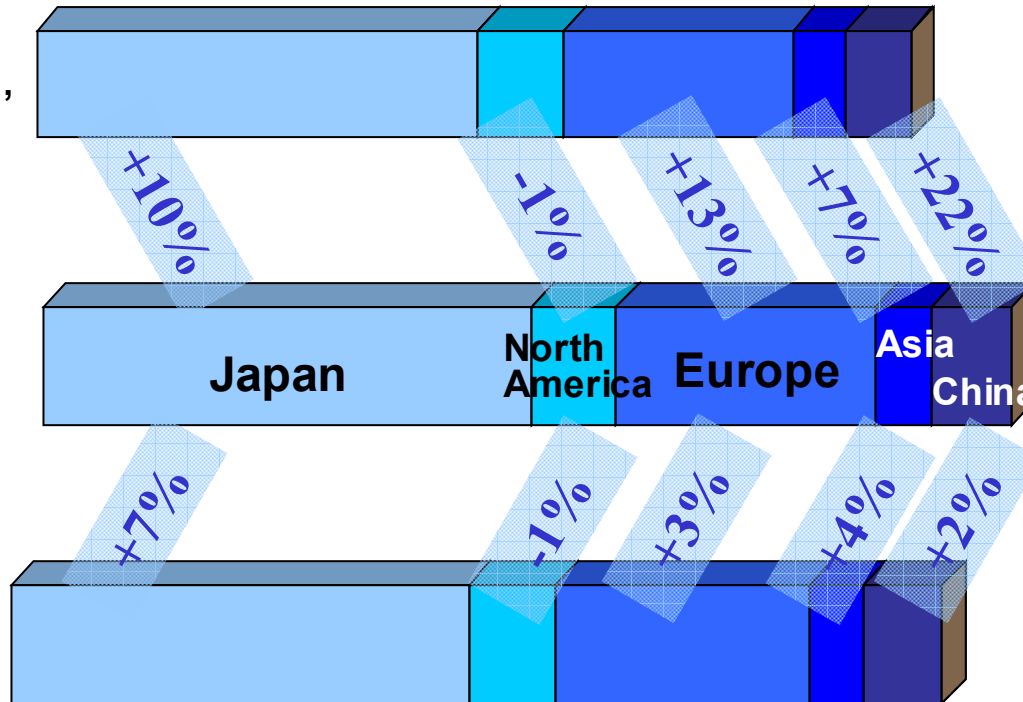 ,
+10%
-1%
+13%
+7%
+22%
Japan
North
America
Europe
Asia
China
+7%
-1%
+3%
+4%
+2%